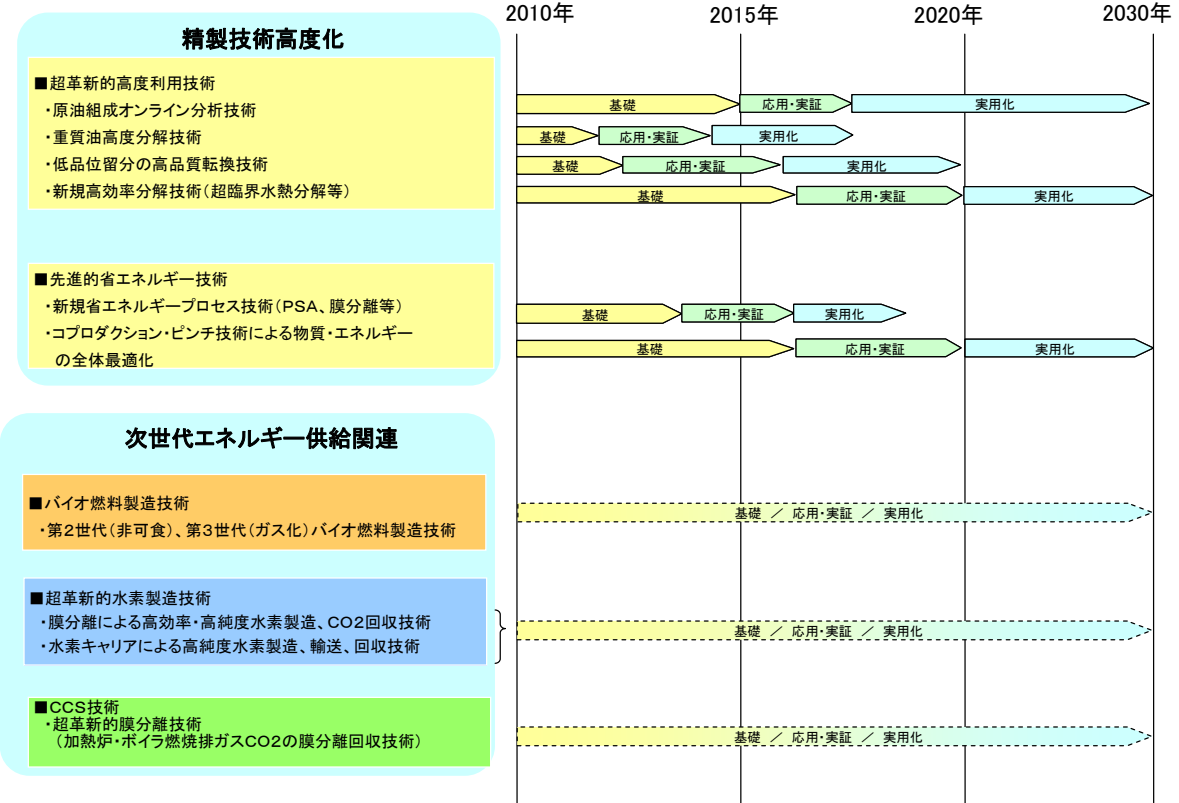 2010年
2015年
2020年
2030年
精製技術高度化
■超革新的高度利用技術
・原油組成オンライン分析技術
基礎
応用・実証
実用化
・重質油高度分解技術
基礎
応用・実証
実用化
・低品位留分の高品質転換技術
基礎
応用・実証
実用化
・新規高効率分解技術(超臨界水熱分解等)
基礎
応用・実証
実用化
■先進的省エネルギー技術
・新規省エネルギープロセス技術(PSA、膜分離等)
基礎
応用・実証
実用化
・コプロダクション・ピンチ技術による物質・エネルギー
の全体最適化
基礎
応用・実証
実用化
次世代エネルギー供給関連
■バイオ燃料製造技術
・第2世代(非可食)、第3世代(ガス化)バイオ燃料製造技術
基礎 / 応用・実証 / 実用化
■超革新的水素製造技術
・膜分離による高効率・高純度水素製造、CO2回収技術
・水素キャリアによる高純度水素製造、輸送、回収技術
基礎 / 応用・実証 / 実用化
■CCS技術
・超革新的膜分離技術
(加熱炉・ボイラ燃焼排ガスCO2の膜分離回収技術)
基礎 / 応用・実証 / 実用化